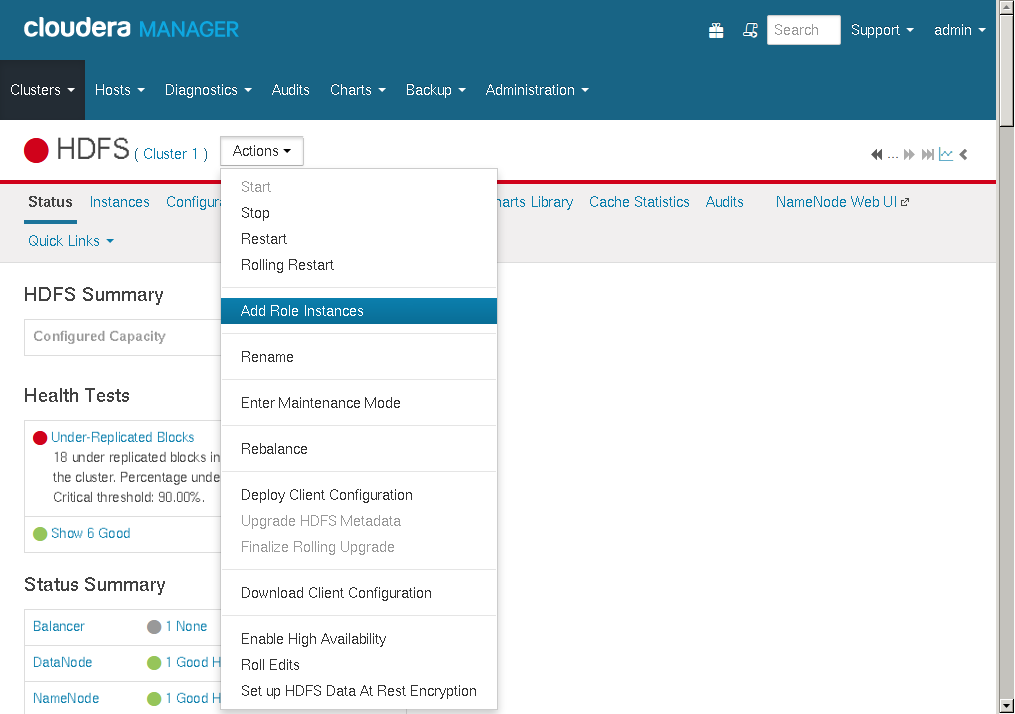 cloudera MANAGER
Search
Support
admin
Clusters
Hosts
Diagnostics
Audits
Charts
Backup
Administration
HDFS ( Cluster 1 )
Actions
...
Status
Instances
Configura
harts Library
Cache Statistics
Audits
NameNode Web UI
Quick Links
Start
Stop
Restart
Rolling Restart
Add Role Instances
Rename
Enter Maintenance Mode
Rebalance
Deploy Client Configuration
Upgrade HDFS Metadata
Finalize Rolling Upgrade
Download Client Configuration
Enable High Availability
Roll Edits
Set up HDFS Data At Rest Encryption
HDFS Summary
Configured Capacity
Health Tests
Under-Replicated Blocks
18 under replicated blocks in
the cluster. Percentage unde
Critical threshold: 90.00%.
Show 6 Good
Status Summary
Balancer
1 None
DataNode
1 Good H
NameNode
1 Good H